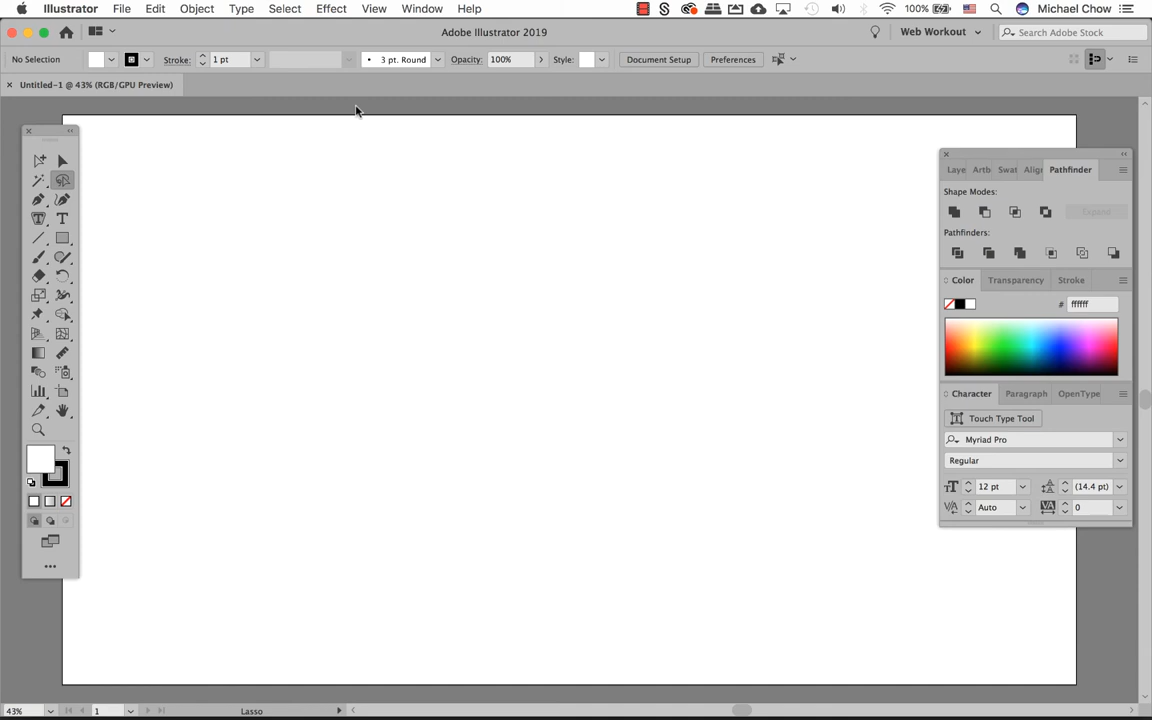 Illustrator File Edit Object Type Select Effect View Window Help 100% Michael Chow
Adobe Illustrator 2019 Web Workout Search Adobe Stock
No Selection Stroke: 1 pt 3 pt. Round Opacity: 100% Style: Document Setup Preferences
Untitled-1 @ 43% (RGB/GPU Preview)
Laye Artb Swat Alig Pathfinder
Shape Modes:
Expand
Pathfinders:
Color Transparency Stroke
# ffffff
Character Paragraph OpenType
Touch Type Tool
Myriad Pro
Regular
12 pt (14.4 pt)
Auto 0
43% 1 Lasso